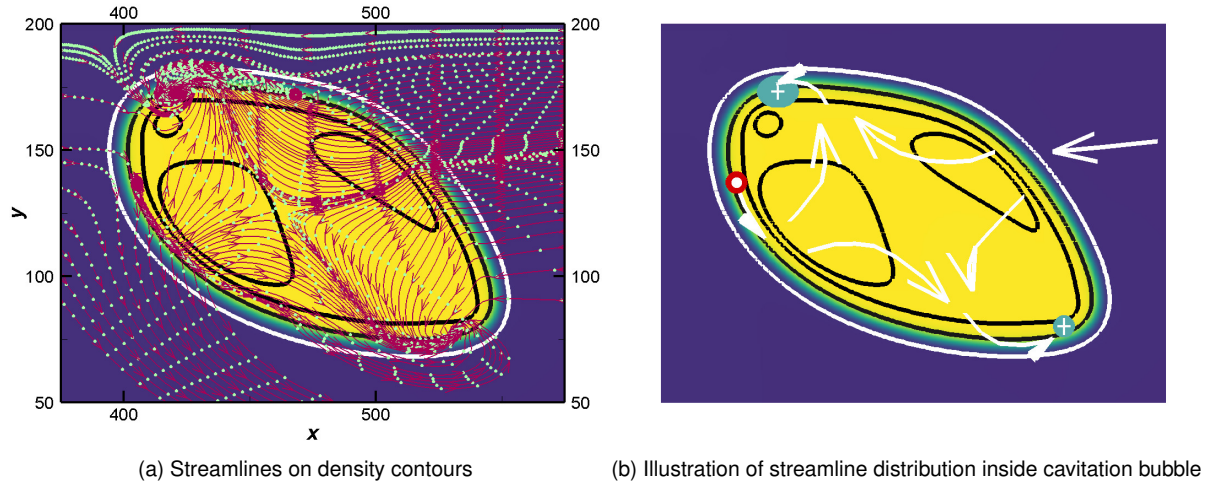 400 500
200 200
150 150
y
100 100
50 50
400 500
x
(a) Streamlines on density contours
(b) Illustration of streamline distribution inside cavitation bubble